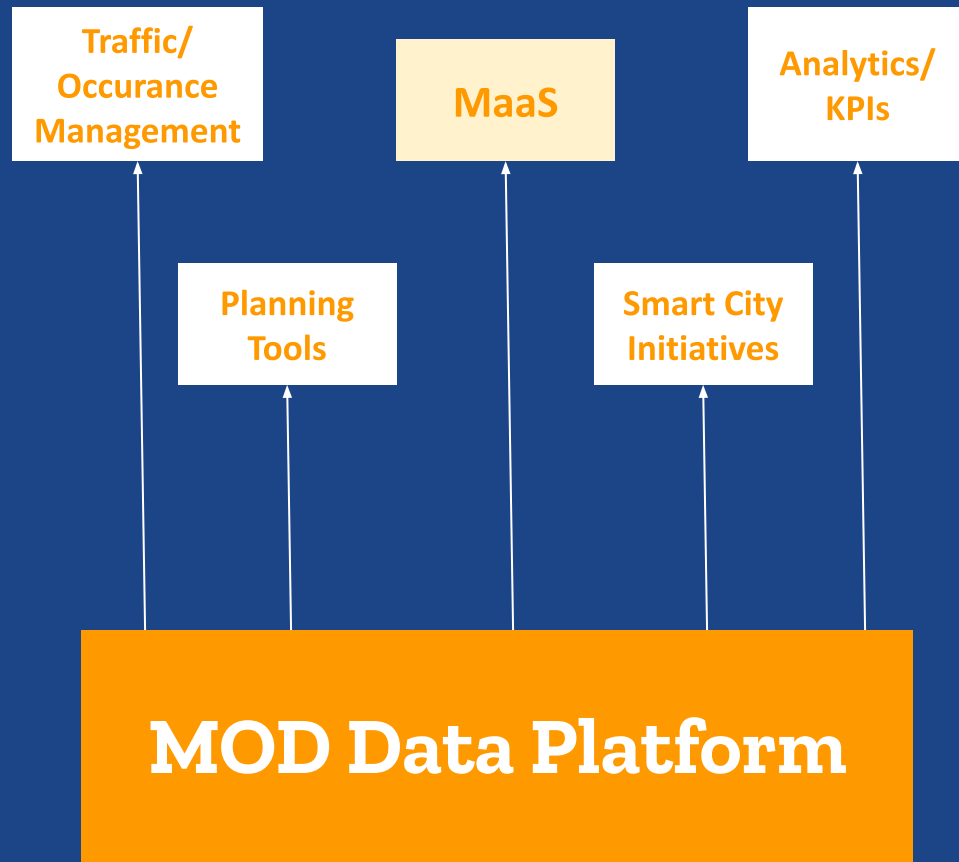 Traffic/
Occurance
Management
MaaS
Analytics/
KPIs
Planning
Tools
Smart City
Initiatives
MOD Data Platform